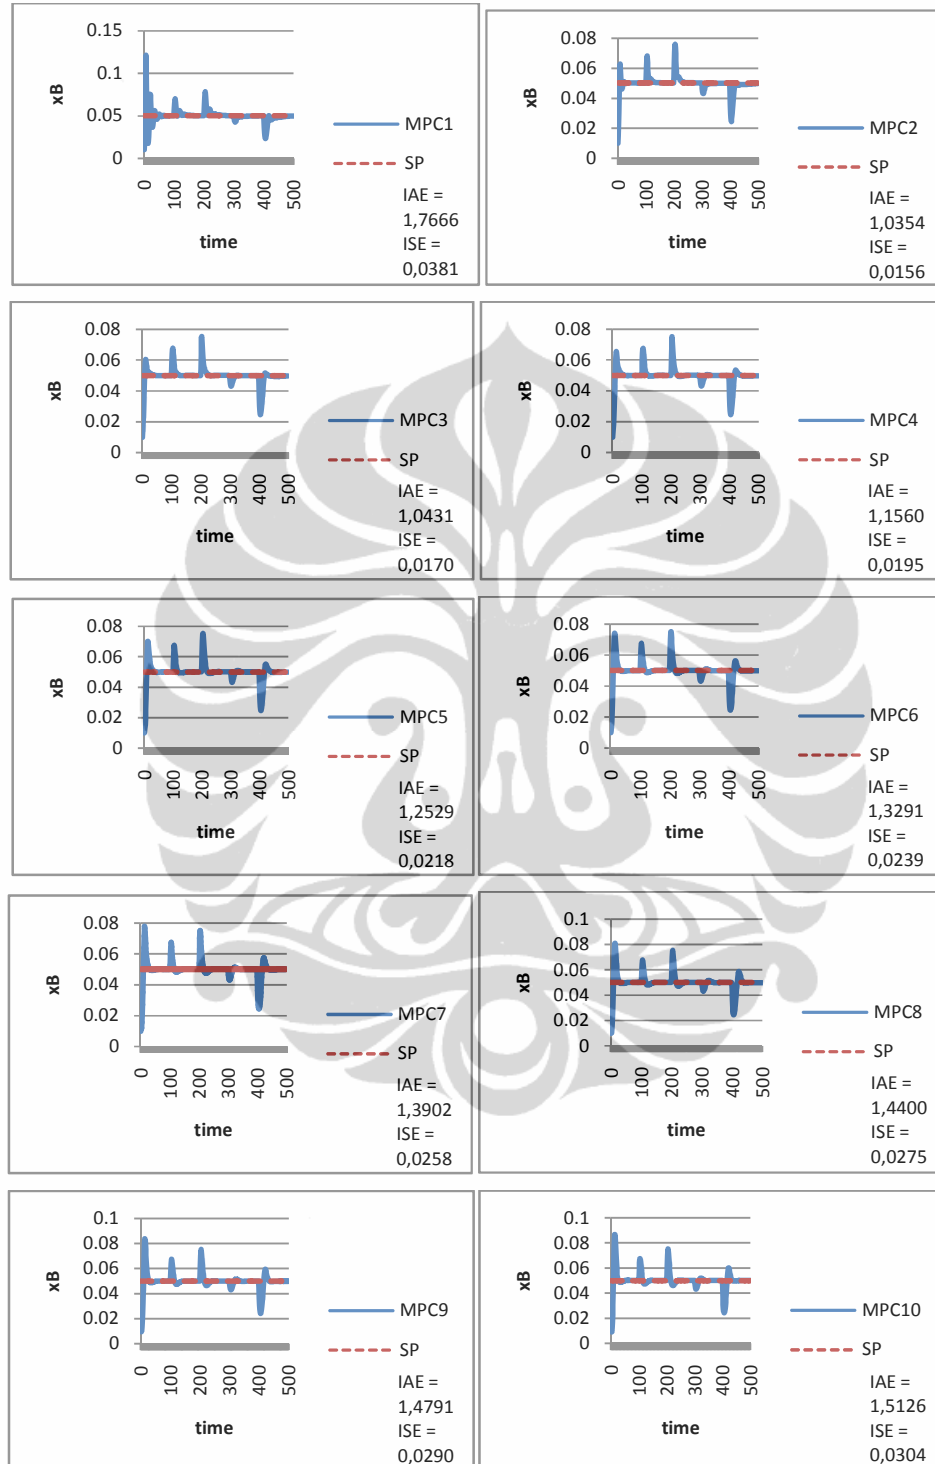 0.15
0.1
0.05
0
xB
0
100
200
300
400
500
time
MPC1
SP
IAE =
1,7666
ISE =
0,0381
0.08
0.06
0.04
0.02
0
xB
0
100
200
300
400
500
time
MPC2
SP
IAE =
1,0354
ISE =
0,0156
0.08
0.06
0.04
0.02
0
xB
0
100
200
300
400
500
time
MPC3
SP
IAE =
1,0431
ISE =
0,0170
0.08
0.06
0.04
0.02
0
xB
0
100
200
300
400
500
time
MPC4
SP
IAE =
1,1560
ISE =
0,0195
0.08
0.06
0.04
0.02
0
xB
0
100
200
300
400
500
time
MPC5
SP
IAE =
1,2529
ISE =
0,0218
0.08
0.06
0.04
0.02
0
xB
0
100
200
300
400
500
time
MPC6
SP
IAE =
1,3291
ISE =
0,0239
0.08
0.06
0.04
0.02
0
xB
0
100
200
300
400
500
time
MPC7
SP
IAE =
1,3902
ISE =
0,0258
0.1
0.08
0.06
0.04
0.02
0
xB
0
100
200
300
400
500
time
MPC8
SP
IAE =
1,4400
ISE =
0,0275
0.1
0.08
0.06
0.04
0.02
0
xB
0
100
200
300
400
500
time
MPC9
SP
IAE =
1,4791
ISE =
0,0290
0.1
0.08
0.06
0.04
0.02
0
xB
0
100
200
300
400
500
time
MPC10
SP
IAE =
1,5126
ISE =
0,0304